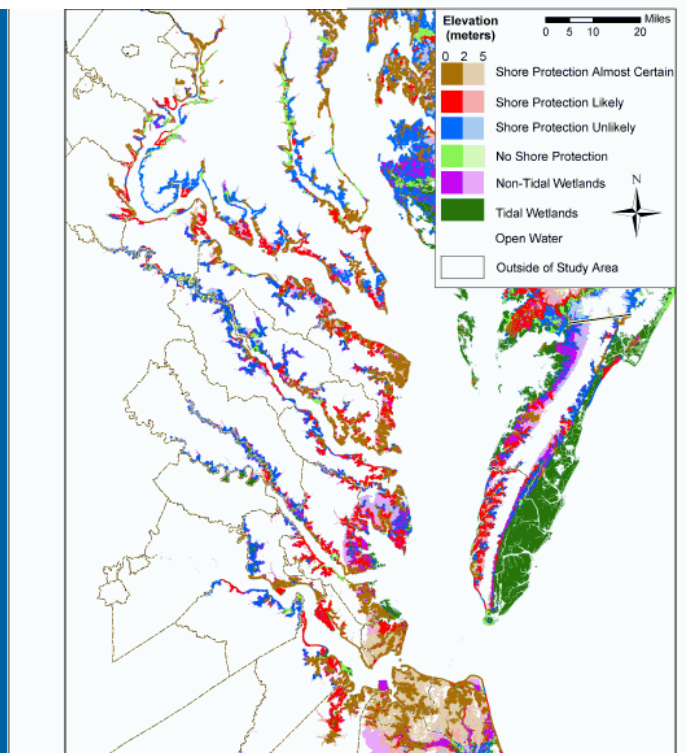 Elevation
(meters)
Miles
0 5 10 20
0 2 5
Shore Protection Almost Certain
Shore Protection Likely
Shore Protection Unlikely
No Shore Protection
Non-Tidal Wetlands
N
Tidal Wetlands
Open Water
Outside of Study Area